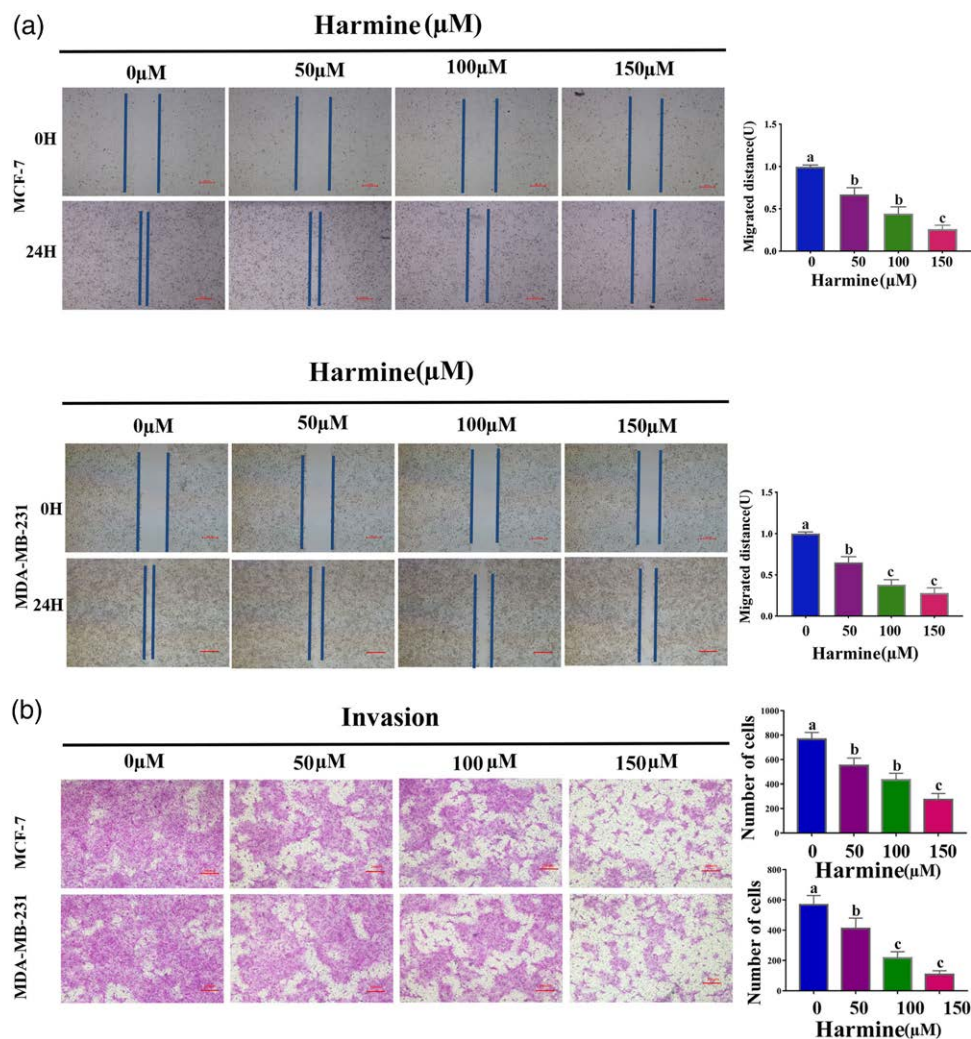 (a)
Harmine(μM)
0μM 50μM 100μM 150μM
MCF-7
0H
24H
Migrated distance(U)
1.5
1.0
0.5
0.0
a
b
b
c
0 50 100 150
Harmine(μM)
Harmine(μM)
0μM 50μM 100μM 150μM
MDA-MB-231
0H
24H
Migrated distance(U)
1.5
1.0
0.5
0.0
a
b
c
c
0 50 100 150
Harmine(μM)
(b)
Invasion
0μM 50μM 100μM 150μM
MCF-7
MDA-MB-231
Number of cells
1000
800
600
400
200
0
a
b
b
c
0 50 100 150
Harmine(μM)
Number of cells
800
600
400
200
0
a
b
c
c
0 50 100 150
Harmine(μM)